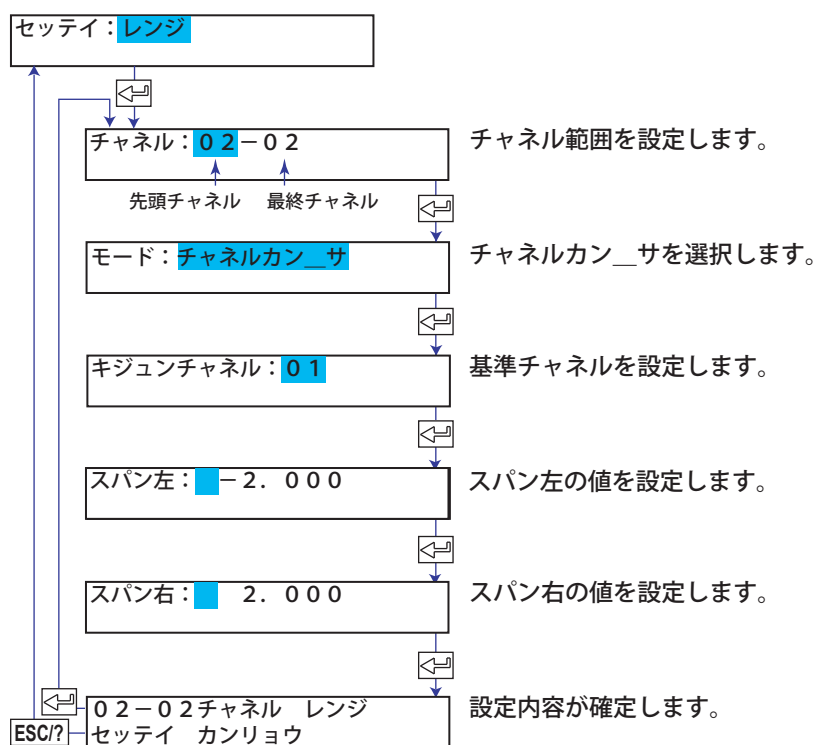 セッテイ：レンジ
チャネル：０２－０２
チャネル範囲を設定します。
先頭チャネル　最終チャネル
モード：チャネルカン＿サ
チャネルカン＿サを選択します。
キジュンチャネル：０１
基準チャネルを設定します。
スパン左：　－２．０００
スパン左の値を設定します。
スパン右：　　２．０００
スパン右の値を設定します。
０２－０２チャネル　レンジ
設定内容が確定します。
ESC/?
セッテイ　カンリョウ